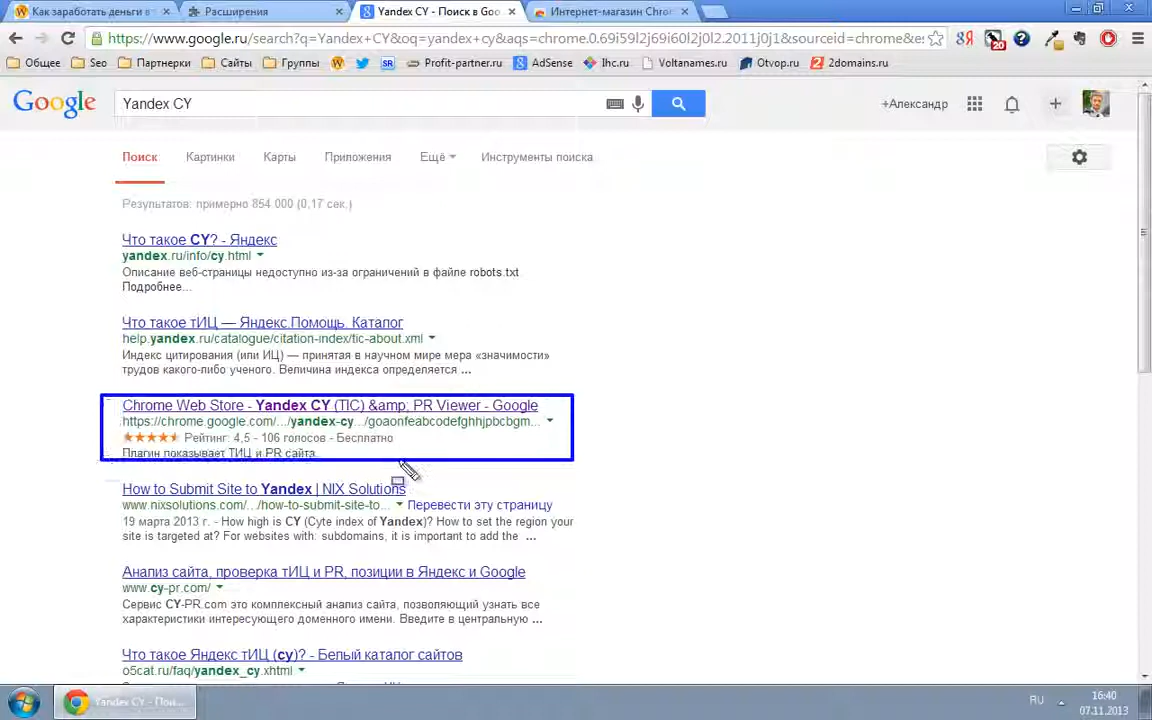 Как заработать деньги в
Расширения
Yandex CY - Поиск в Goo
Интернет-магазин Chro
https://www.google.ru/search?q=Yandex+CY&oq=yandex+cy&aqs=chrome.0.69i59l2j69i60l2j0l2.2011j0j1&sourceid=chrome&es
20
Общее
Seo
Партнерки
Сайты
Группы
Profit-partner.ru
AdSense
Ihc.ru
Voltanames.ru
Otvop.ru
2domains.ru
Google
Yandex CY
+Александр
Поиск
Картинки
Карты
Приложения
Ещё
Инструменты поиска
Результатов: примерно 854 000 (0,17 сек.)
Что такое CY? - Яндекс
yandex.ru/info/cy.html
Описание веб-страницы недоступно из-за ограничений в файле robots.txt
Подробнее...
Что такое тИЦ — Яндекс.Помощь. Каталог
help.yandex.ru/catalogue/citation-index/tic-about.xml
Индекс цитирования (или ИЦ) — принятая в научном мире мера «значимости»
трудов какого-либо ученого. Величина индекса определяется ...
Chrome Web Store - Yandex CY (TIC) &amp; PR Viewer - Google
https://chrome.google.com/.../yandex-cy.../goaonfeabcodefghhjpbcbgm...
Рейтинг: 4,5 - 106 голосов - Бесплатно
Плагин показывает ТИЦ и PR сайта.
How to Submit Site to Yandex | NIX Solutions
www.nixsolutions.com/.../how-to-submit-site-to... Перевести эту страницу
19 марта 2013 г. - How high is CY (Cyte index of Yandex)? How to set the region your
site is targeted at? For websites with: subdomains, it is important to add the ...
Анализ сайта, проверка тИЦ и PR, позиции в Яндекс и Google
www.cy-pr.com/
Сервис CY-PR.com это комплексный анализ сайта, позволяющий узнать все
характеристики интересующего доменного имени. Введите в центральную ...
Что такое Яндекс тИЦ (cy)? - Белый каталог сайтов
o5cat.ru/faq/yandex_cy.xhtml
Yandex CY - Пои...
RU
16:40
07.11.2013